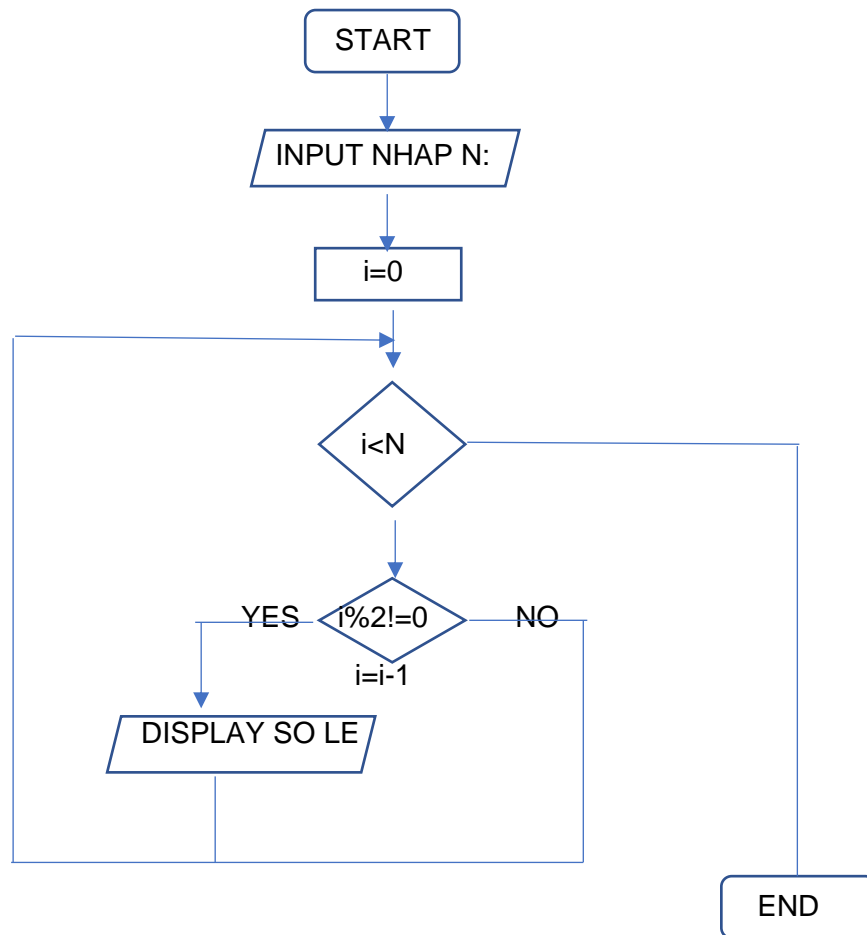 START
INPUT NHAP N:
i=0
i<N
YES
i%2!=0
NO
i=i-1
DISPLAY SO LE
END